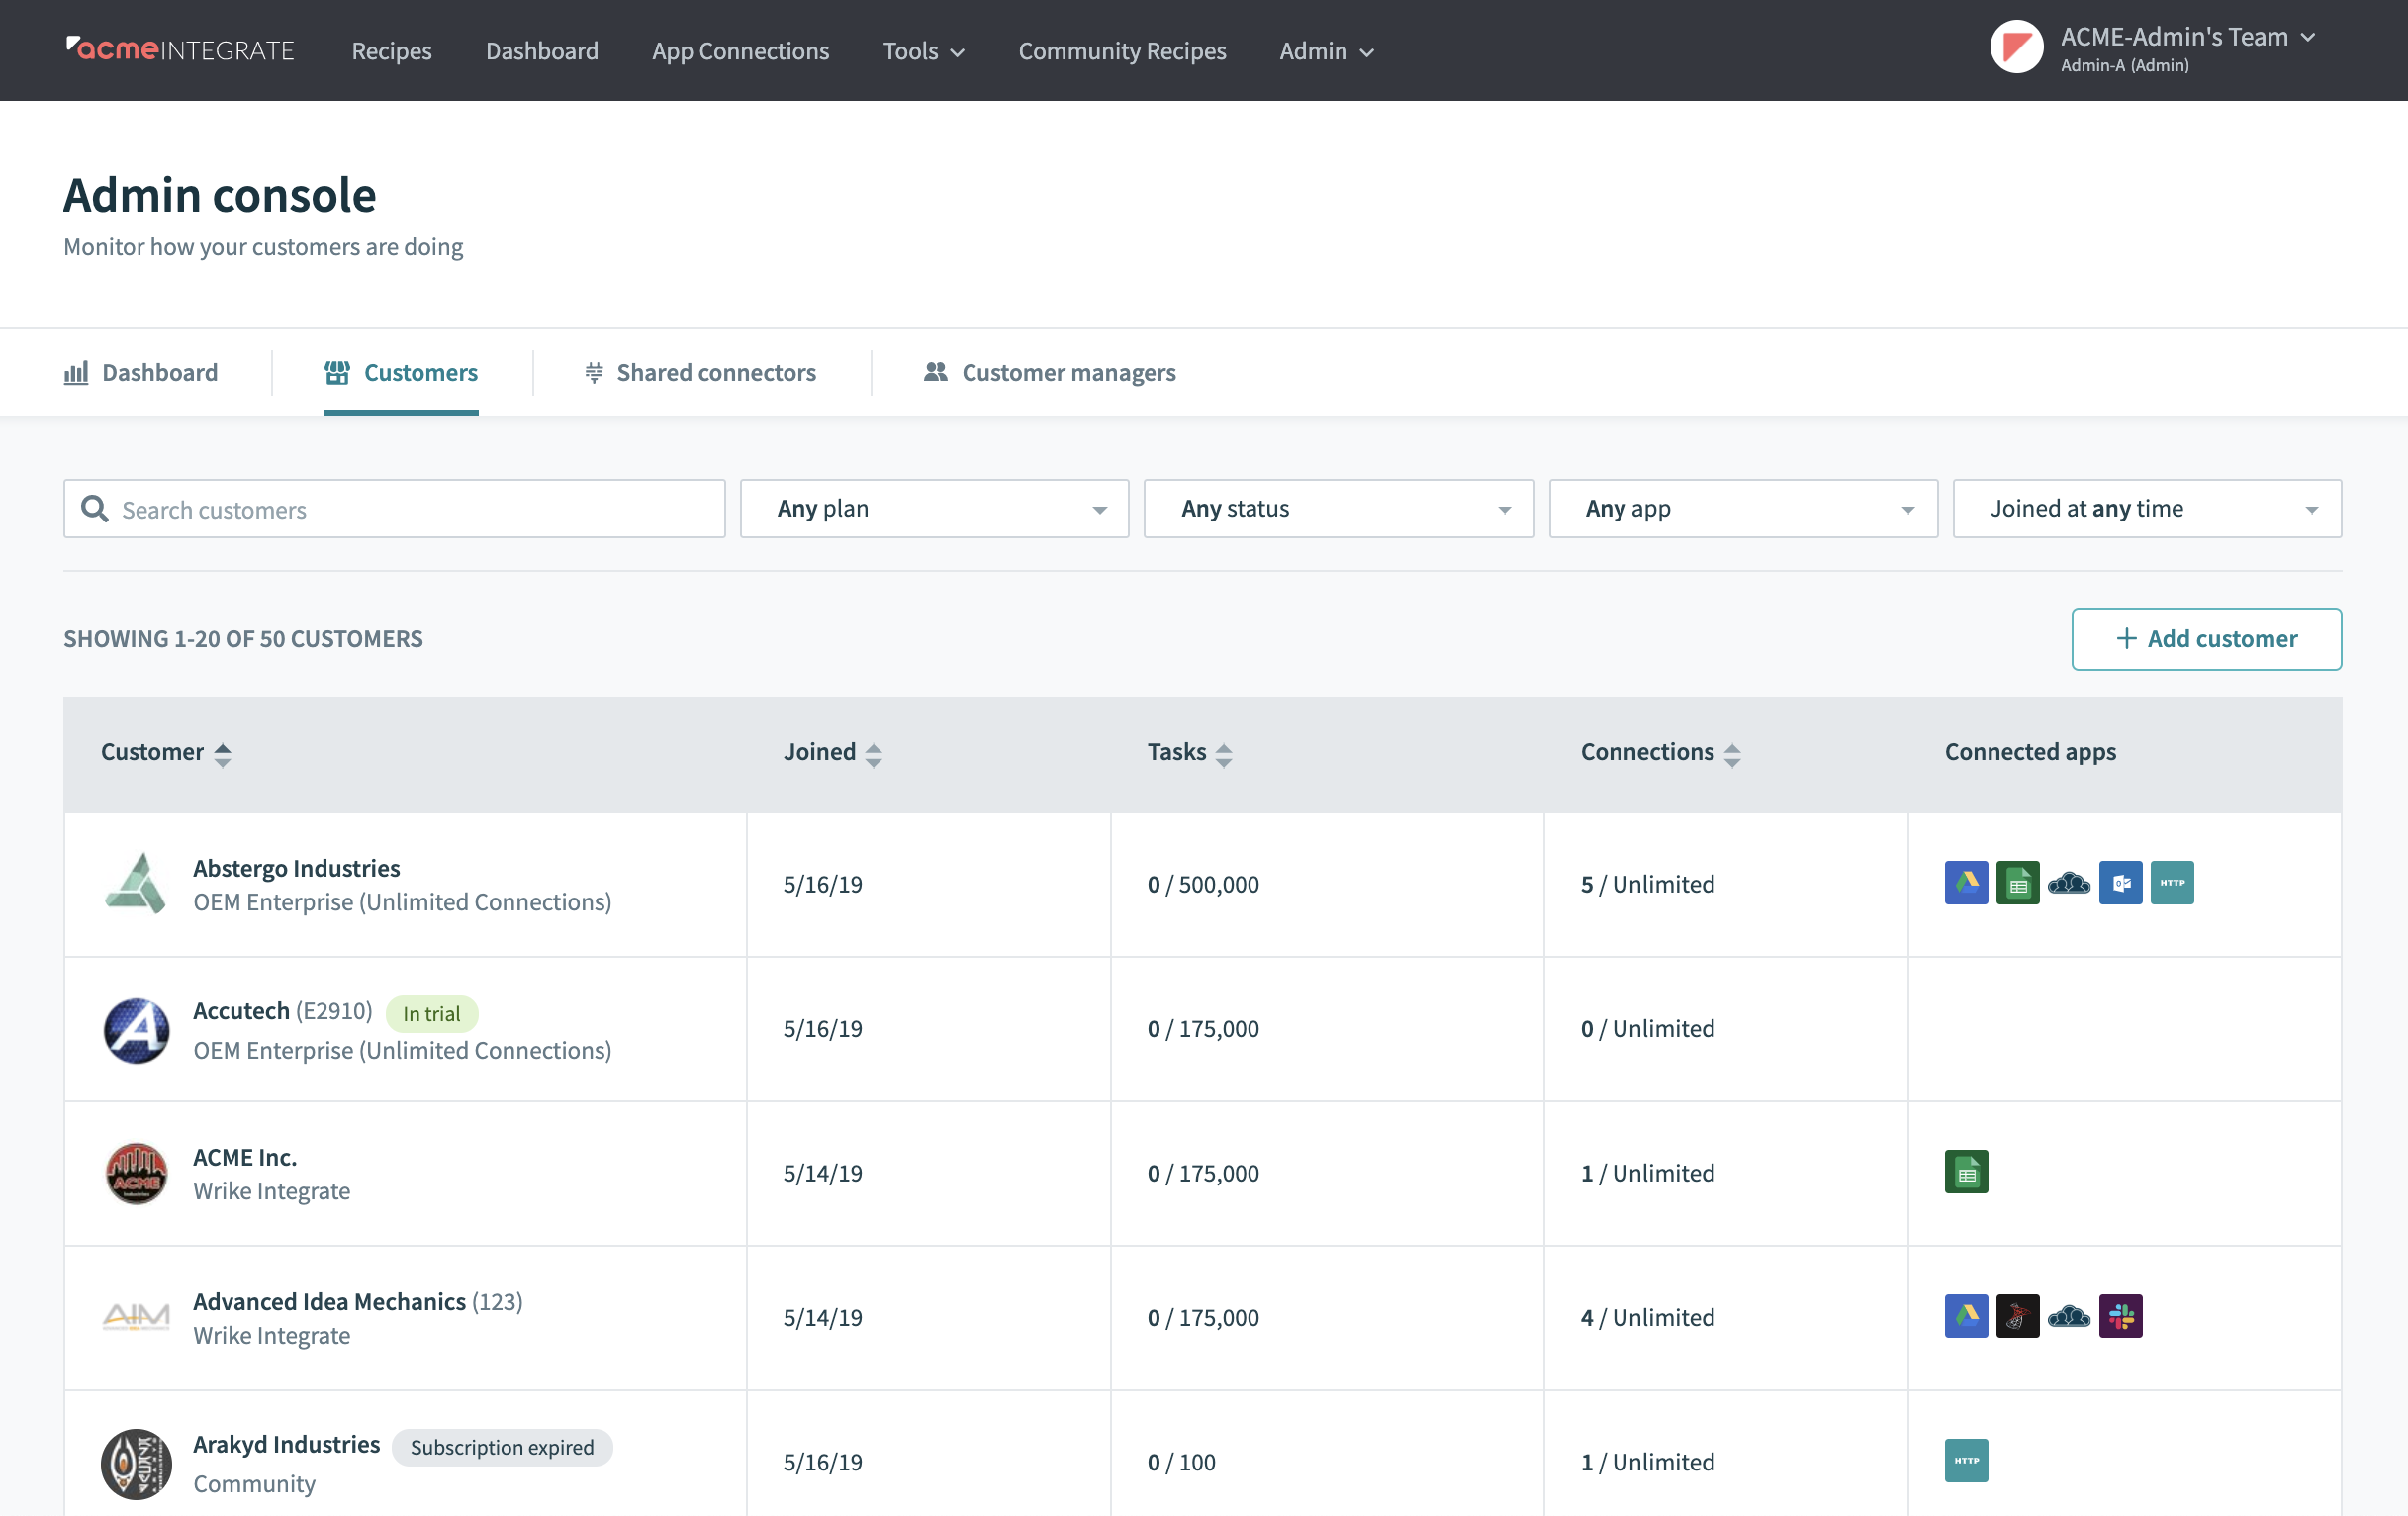 acmeINTEGRATE
Recipes
Dashboard
App Connections
Tools
Community Recipes
Admin
ACME-Admin's Team
Admin-A (Admin)
Admin console
Monitor how your customers are doing
Dashboard
Customers
Shared connectors
Customer managers
Search customers
Any plan
Any status
Any app
Joined at any time
SHOWING 1-20 OF 50 CUSTOMERS
+ Add customer
Customer
Joined
Tasks
Connections
Connected apps
Abstergo Industries
OEM Enterprise (Unlimited Connections)
5/16/19
0 / 500,000
5 / Unlimited
HTTP
Accutech (E2910)
In trial
OEM Enterprise (Unlimited Connections)
5/16/19
0 / 175,000
0 / Unlimited
ACME
ACME Inc.
Wrike Integrate
5/14/19
0 / 175,000
1 / Unlimited
AIM
Advanced Idea Mechanics (123)
Wrike Integrate
5/14/19
0 / 175,000
4 / Unlimited
Arakyd Industries
Subscription expired
Community
5/16/19
0 / 100
1 / Unlimited
HTTP